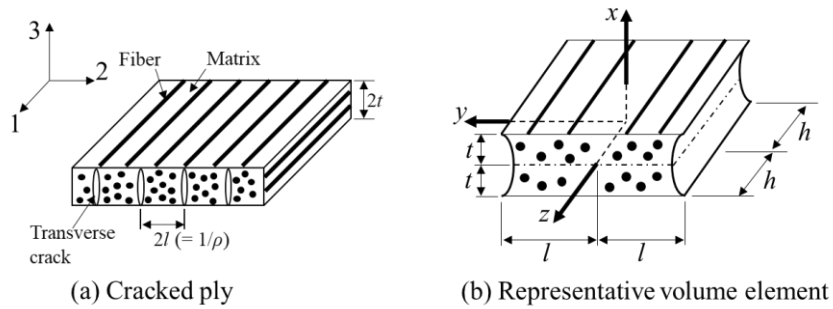 3
2
1
Fiber
Matrix
2t
Transverse
crack
2l (= 1/ρ)
(a) Cracked ply
x
y
z
t
t
h
h
l
l
(b) Representative volume element